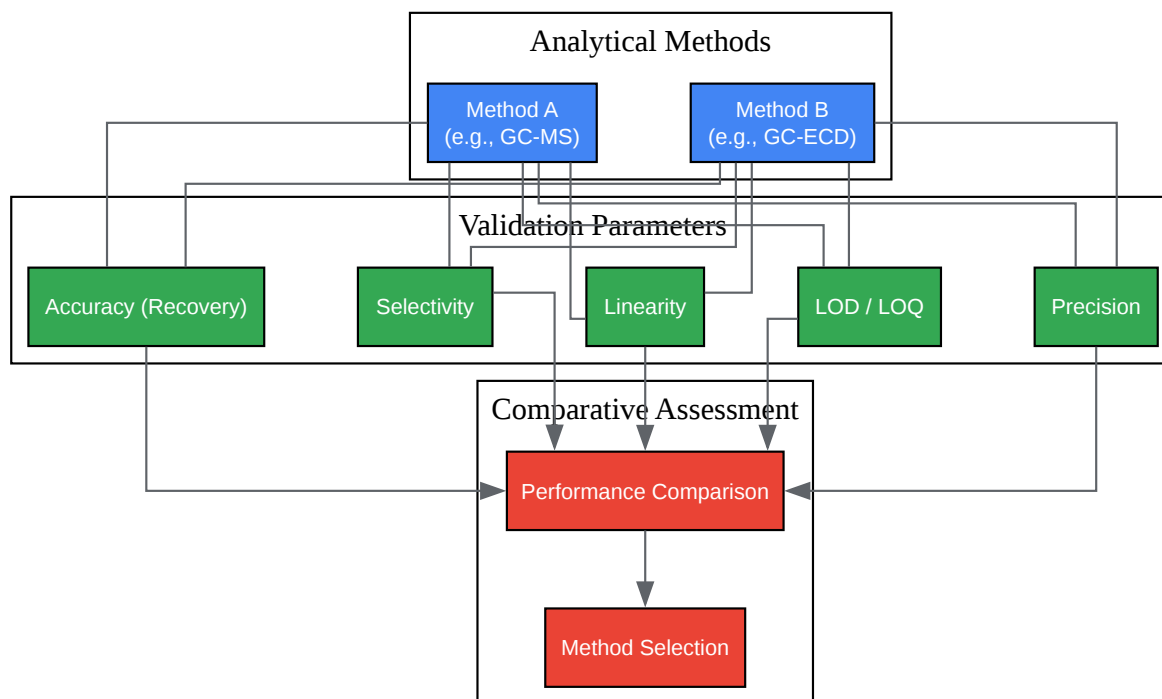 Analytical Methods
Method A
(e.g., GC-MS)
Method B
(e.g., GC-ECD)
Validation Parameters
Accuracy (Recovery)
Selectivity
Linearity
LOD / LOQ
Precision
Comparative Assessment
Performance Comparison
Method Selection